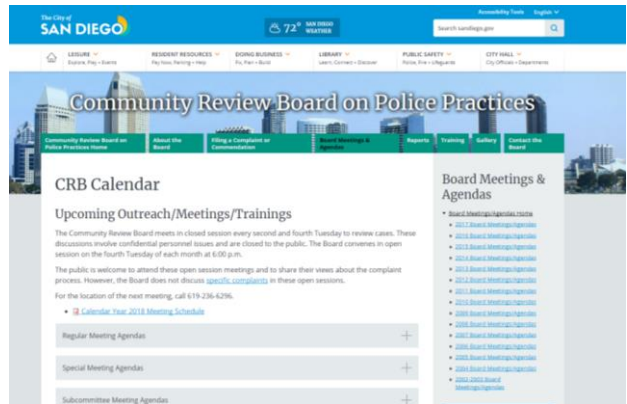 Accessibility Tools English
The City of
SAN DIEGO
72° SAN DIEGO
WEATHER
Search sandiego.gov
LEISURE
Explore, Play + Events
RESIDENT RESOURCES
Pay Now, Parking + Help
DOING BUSINESS
Fix, Plan + Build
LIBRARY
Learn, Connect + Discover
PUBLIC SAFETY
Police, Fire + Lifeguards
CITY HALL
City Officials + Departments
Community Review Board on Police Practices
Community Review Board on
Police Practices Home
About the
Board
Filing a Complaint or
Commendation
Board Meetings &
Agendas
Reports
Training
Gallery
Contact the
Board
CRB Calendar
Upcoming Outreach/Meetings/Trainings
The Community Review Board meets in closed session every second and fourth Tuesday to review cases. These
discussions involve confidential personnel issues and are closed to the public. The Board convenes in open
session on the fourth Tuesday of each month at 6:00 p.m.
The public is welcome to attend these open session meetings and to share their views about the complaint
process. However, the Board does not discuss specific complaints in these open sessions.
For the location of the next meeting, call 619-236-6296.
Calendar Year 2018 Meeting Schedule
Regular Meeting Agendas
Special Meeting Agendas
Subcommittee Meeting Agendas
Board Meetings &
Agendas
Board Meetings/Agendas Home
2017 Board Meetings/Agendas
2016 Board Meetings/Agendas
2015 Board Meetings/Agendas
2014 Board Meetings/Agendas
2013 Board Meetings/Agendas
2012 Board Meetings/Agendas
2011 Board Meetings/Agendas
2010 Board Meetings/Agendas
2009 Board Meetings/Agendas
2008 Board Meetings/Agendas
2007 Board Meetings/Agendas
2006 Board Meetings/Agendas
2005 Board Meetings/Agendas
2004 Board Meetings/Agendas
2002-2003 Board
Meetings/Agendas